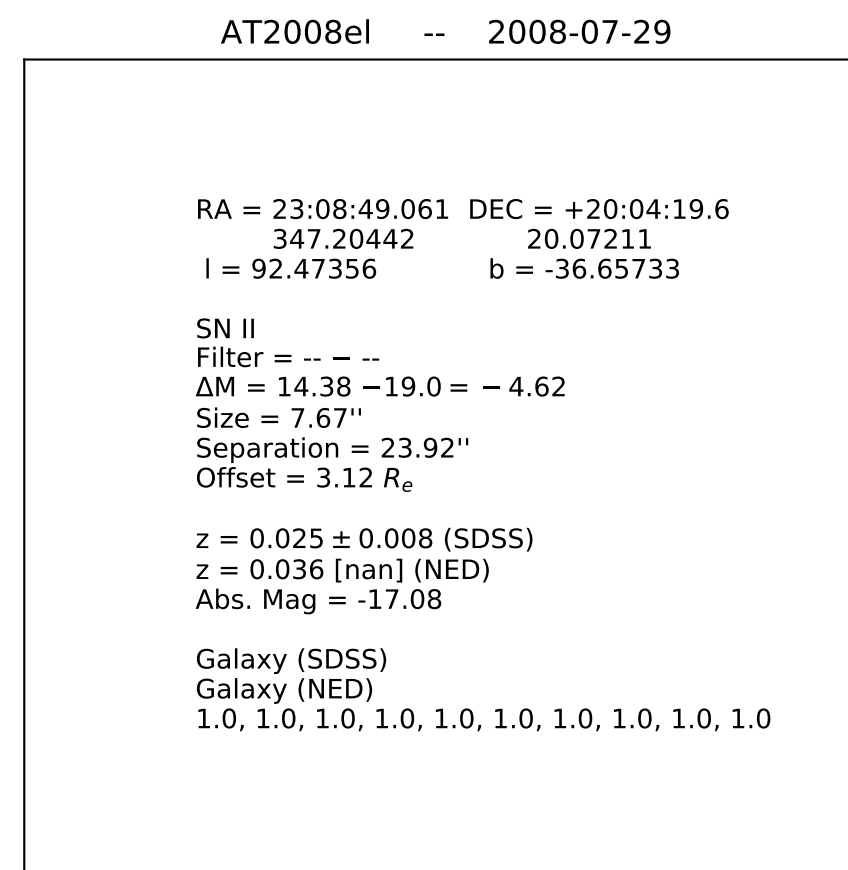 AT2008el -- 2008-07-29
RA = 23:08:49.061 DEC = +20:04:19.6
347.20442 20.07211
l = 92.47356 b = -36.65733
SN II
Filter = -- − --
ΔM = 14.38 −19.0 = − 4.62
Size = 7.67''
Separation = 23.92''
Offset = 3.12 Rₑ
z = 0.025 ± 0.008 (SDSS)
z = 0.036 [nan] (NED)
Abs. Mag = -17.08
Galaxy (SDSS)
Galaxy (NED)
1.0, 1.0, 1.0, 1.0, 1.0, 1.0, 1.0, 1.0, 1.0, 1.0